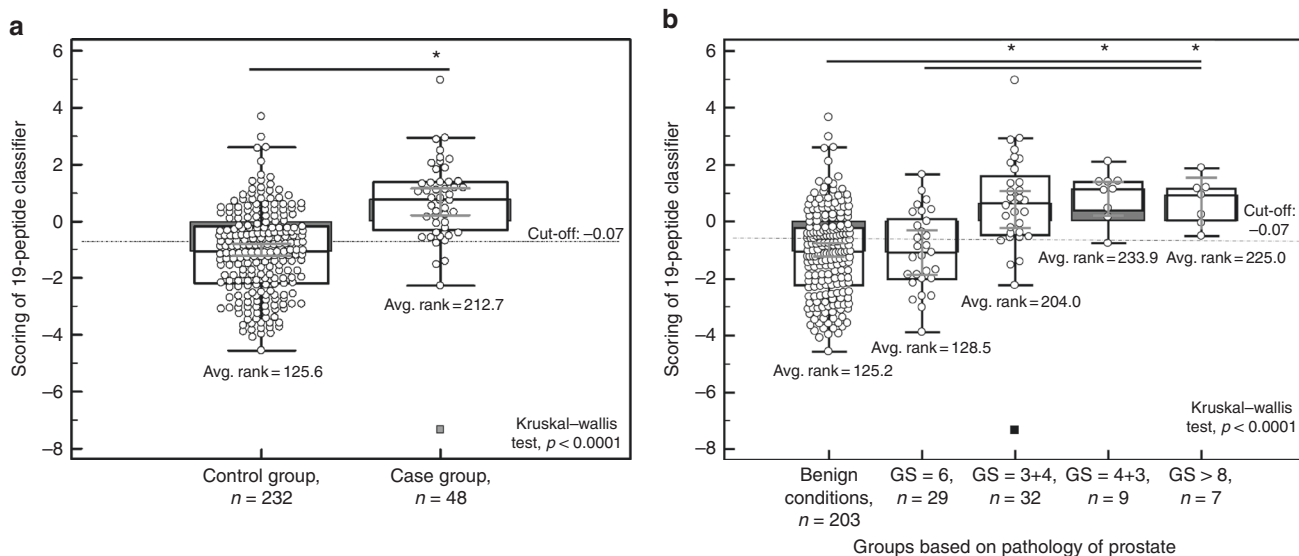 a
6
4
2
0
–2
–4
–6
–8
Scoring of 19-peptide classifier
*
Cut-off: –0.07
Avg. rank = 212.7
Avg. rank = 125.6
Kruskal–wallis
test, p < 0.0001
Control group,
n = 232
Case group,
n = 48
b
6
4
2
0
–2
–4
–6
–8
Scoring of 19-peptide classifier
* * *
Cut-off:
–0.07
Avg. rank = 233.9
Avg. rank = 225.0
Avg. rank = 204.0
Avg. rank = 128.5
Avg. rank = 125.2
Kruskal–wallis
test, p < 0.0001
Benign
conditions,
n = 203
GS = 6,
n = 29
GS = 3+4,
n = 32
GS = 4+3,
n = 9
GS > 8,
n = 7
Groups based on pathology of prostate